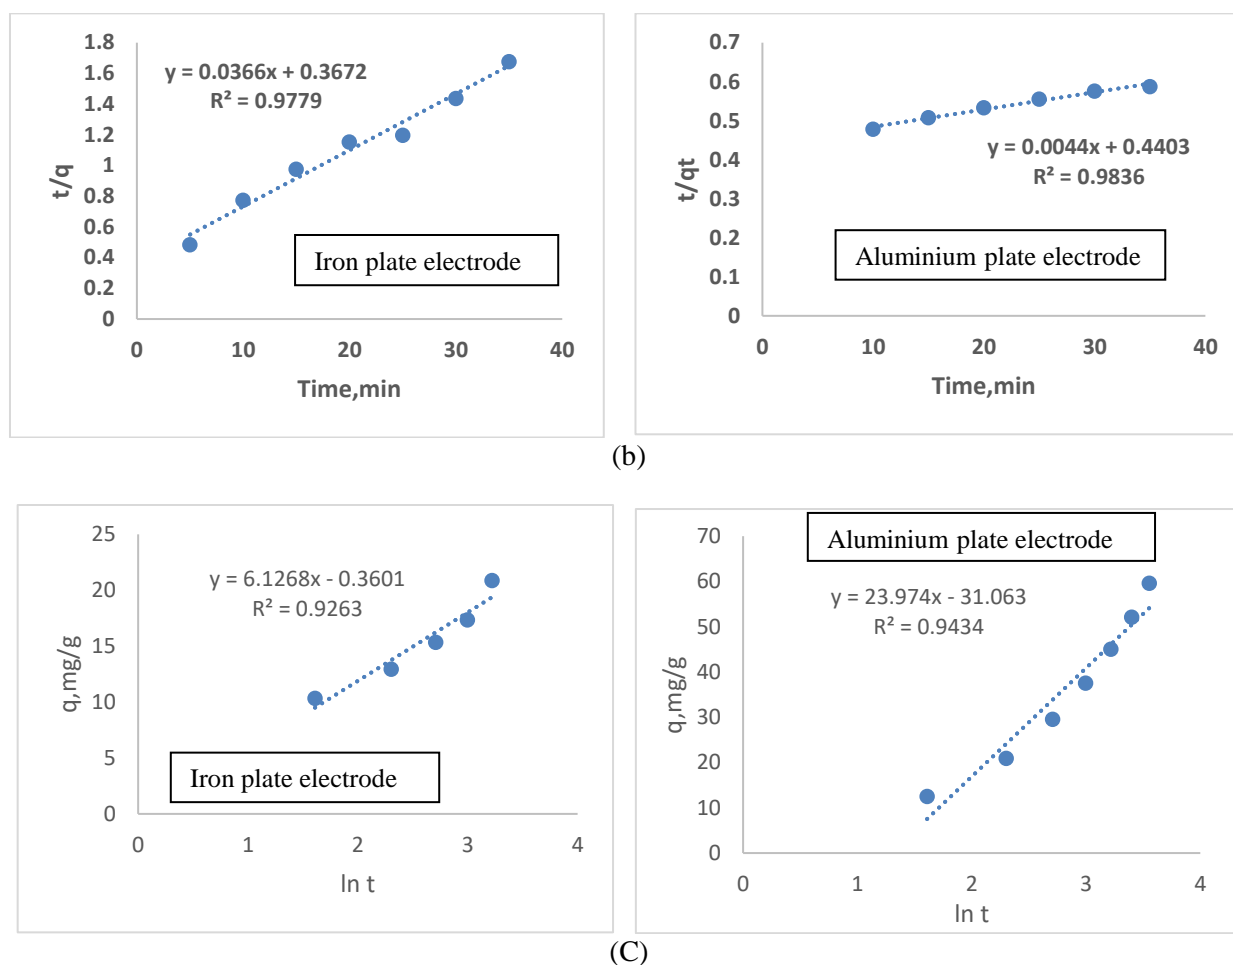 1.8
1.6
1.4
1.2
1
0.8
0.6
0.4
0.2
0
t/q
y = 0.0366x + 0.3672
R² = 0.9779
Iron plate electrode
0 10 20 30 40
Time,min
0.7
0.6
0.5
0.4
0.3
0.2
0.1
0
t/qt
y = 0.0044x + 0.4403
R² = 0.9836
Aluminium plate electrode
0 10 20 30 40
Time,min
(b)
25
20
15
10
5
0
q,mg/g
y = 6.1268x - 0.3601
R² = 0.9263
Iron plate electrode
0 1 2 3 4
ln t
Aluminium plate electrode
70
60
50
40
30
20
10
0
q,mg/g
y = 23.974x - 31.063
R² = 0.9434
0 1 2 3 4
ln t
(C)